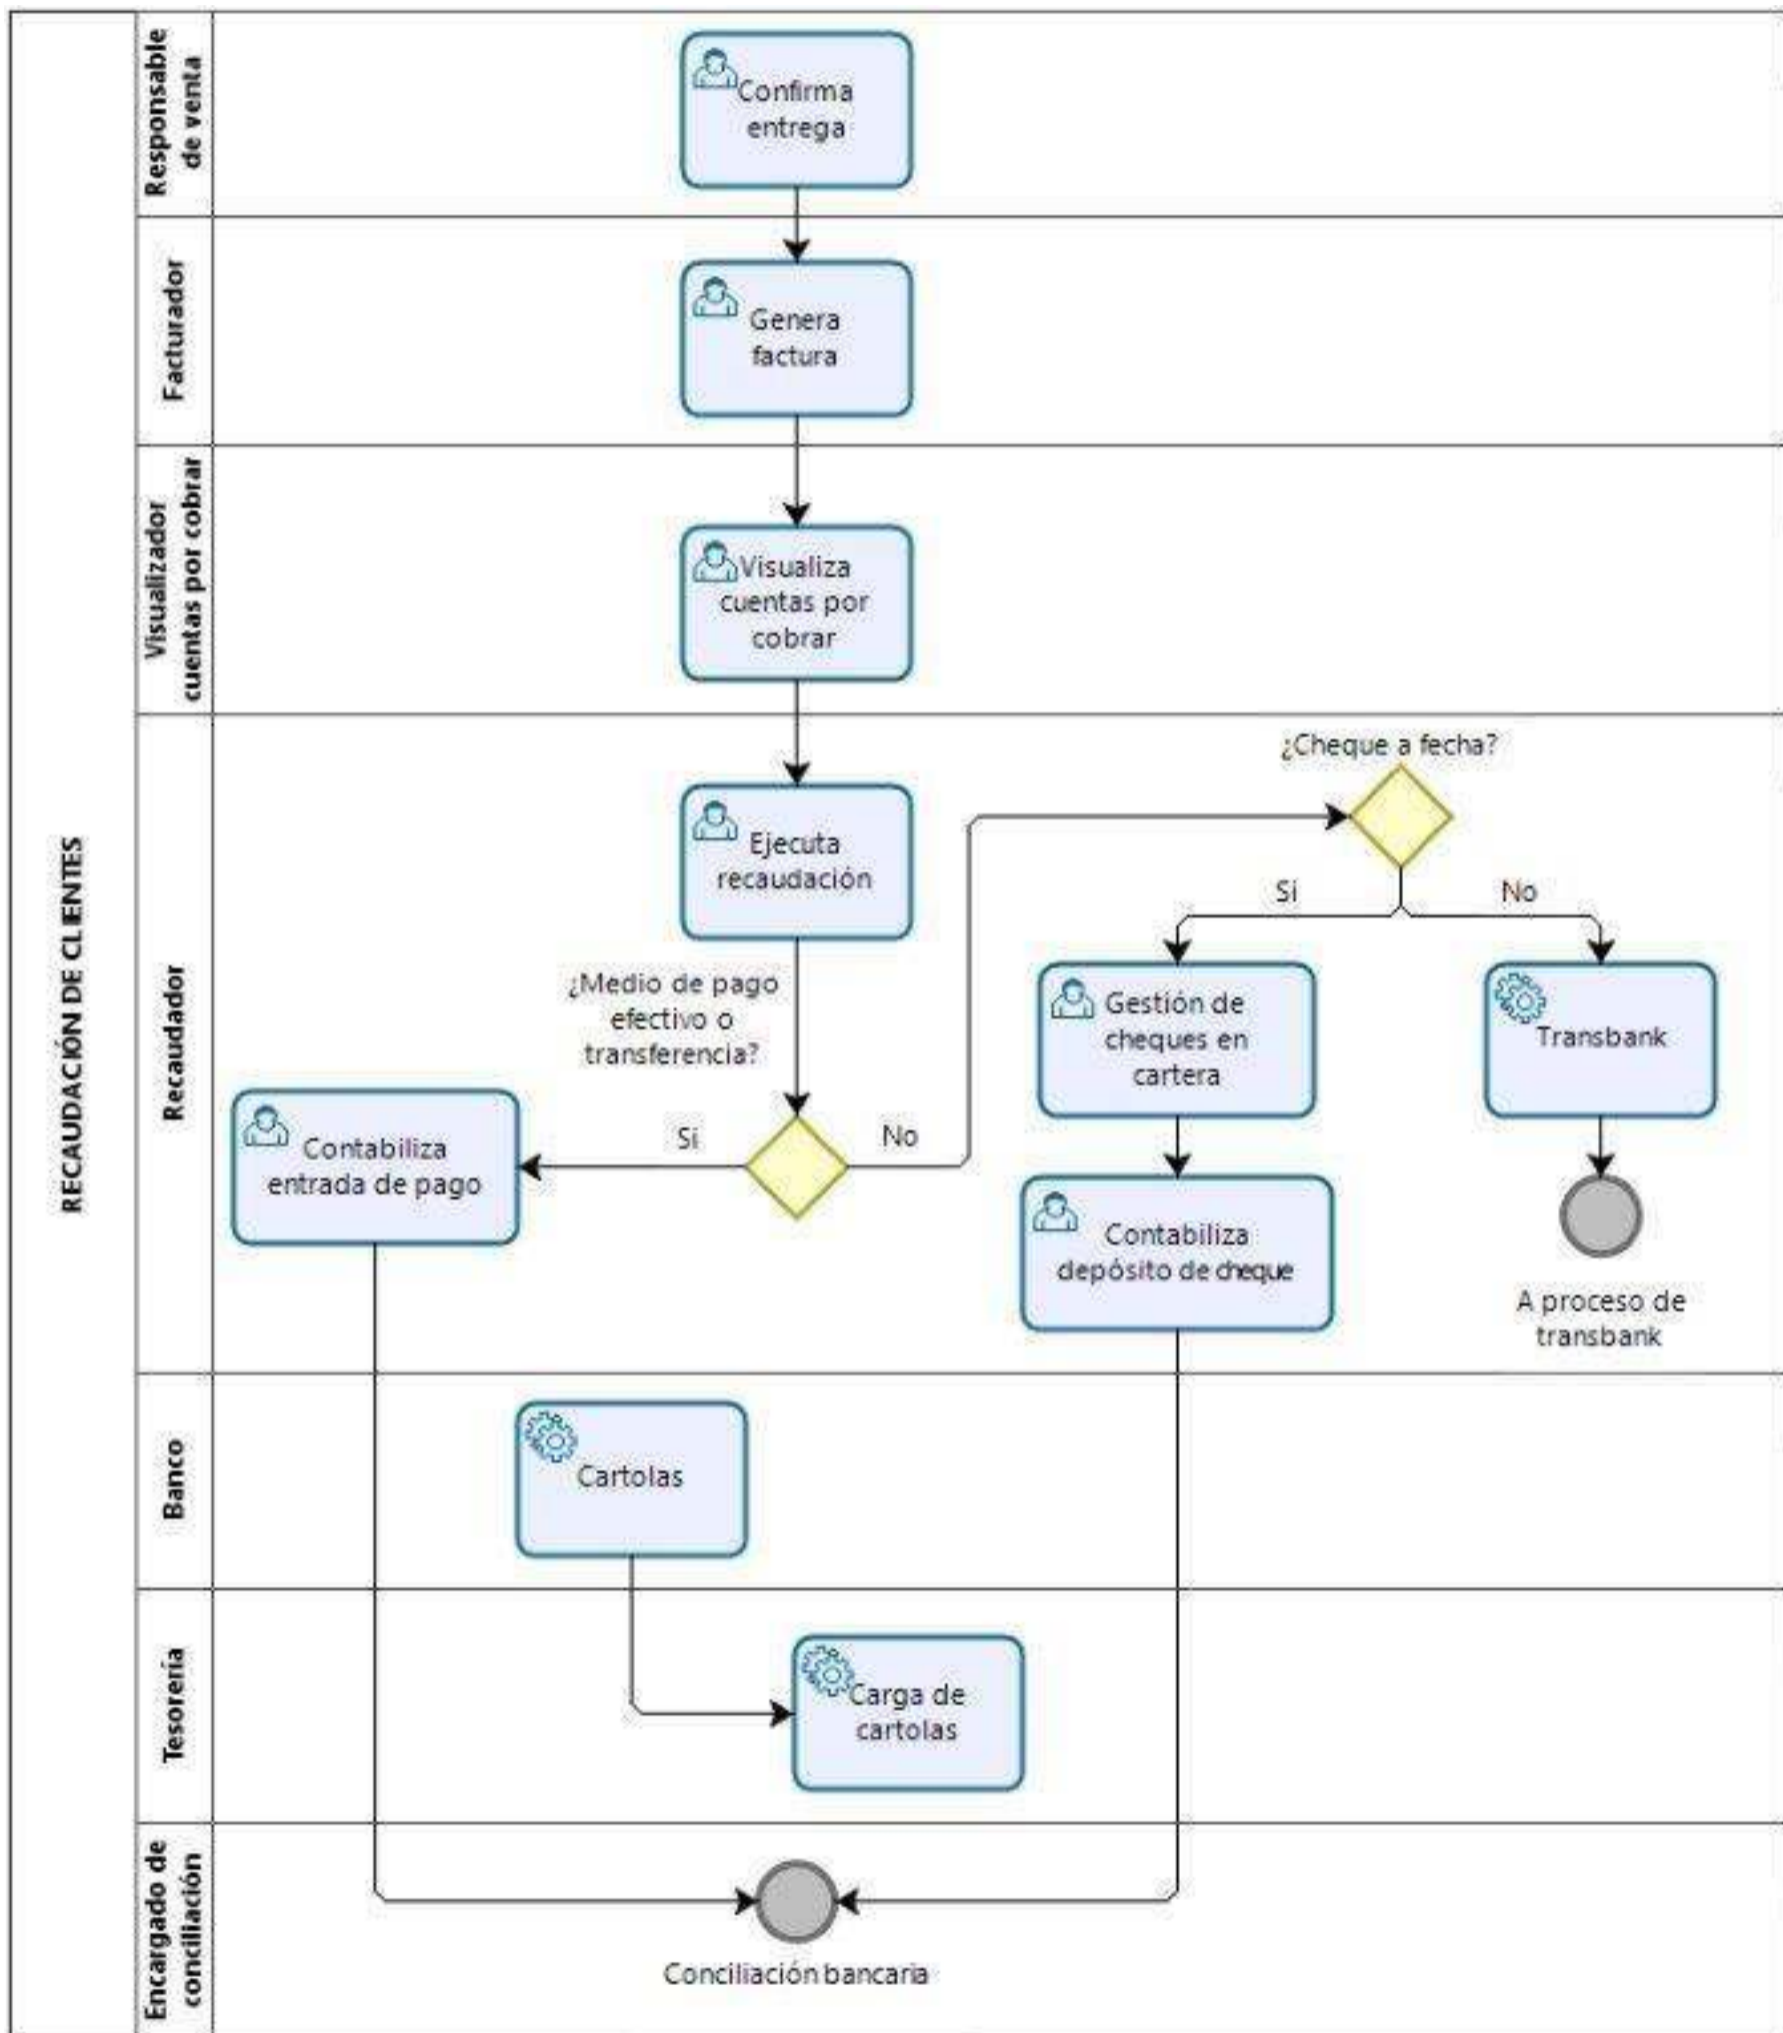 RECAUDACIÓN DE CLIENTES
Responsable
de venta
Confirma
entrega
Facturador
Genera
factura
Visualizador
cuentas por cobrar
Visualiza
cuentas por
cobrar
Recaudador
Ejecuta
recaudación
¿Medio de pago
efectivo o
transferencia?
Si
No
Contabiliza
entrada de pago
¿Cheque a fecha?
Si
No
Gestión de
cheques en
cartera
Transbank
Contabiliza
depósito de cheque
A proceso de
transbank
Banco
Cartolas
Tesorería
Carga de
cartolas
Encargado de
conciliación
Conciliación bancaria